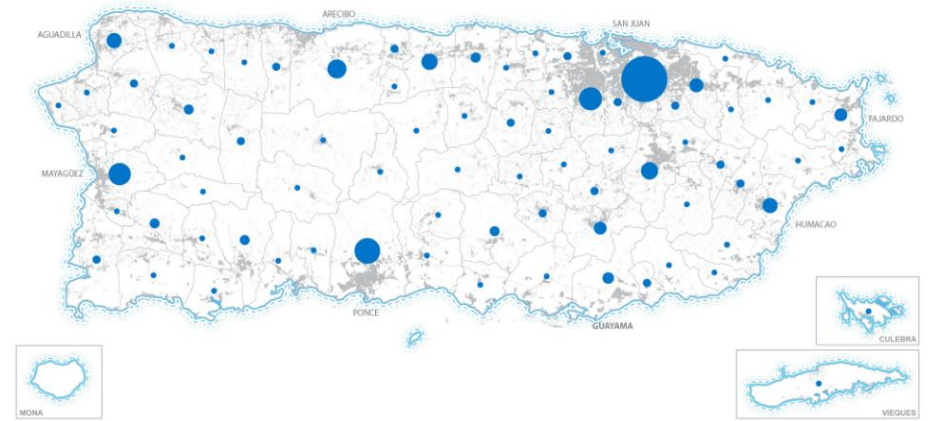 ARECIBO
SAN JUAN
AGUADILLA
FAJARDO
MAYAGÜEZ
HUMACAO
PONCE
GUAYAMA
CULEBRA
MONA
VIEQUES